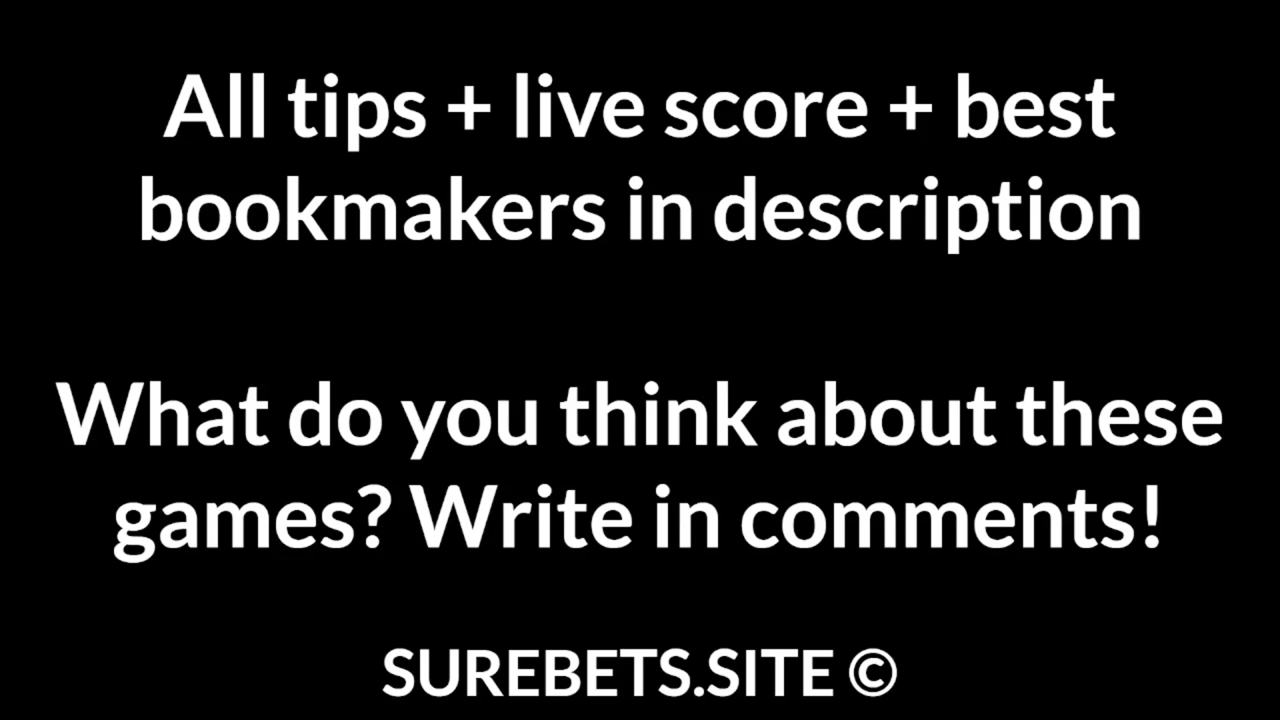 All tips + live score + best
bookmakers in description
What do you think about these
games? Write in comments!
SUREBETS.SITE ©